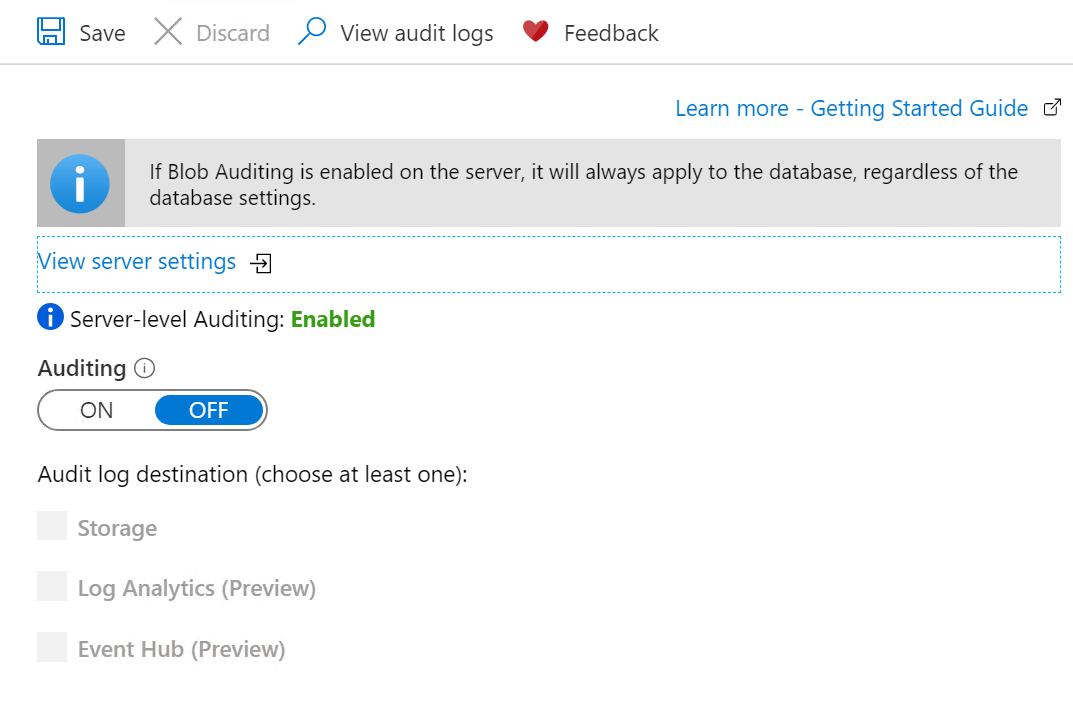 Save Discard View audit logs Feedback
Learn more - Getting Started Guide
If Blob Auditing is enabled on the server, it will always apply to the database, regardless of the
database settings.
View server settings
Server-level Auditing: Enabled
Auditing
ON OFF
Audit log destination (choose at least one):
Storage
Log Analytics (Preview)
Event Hub (Preview)